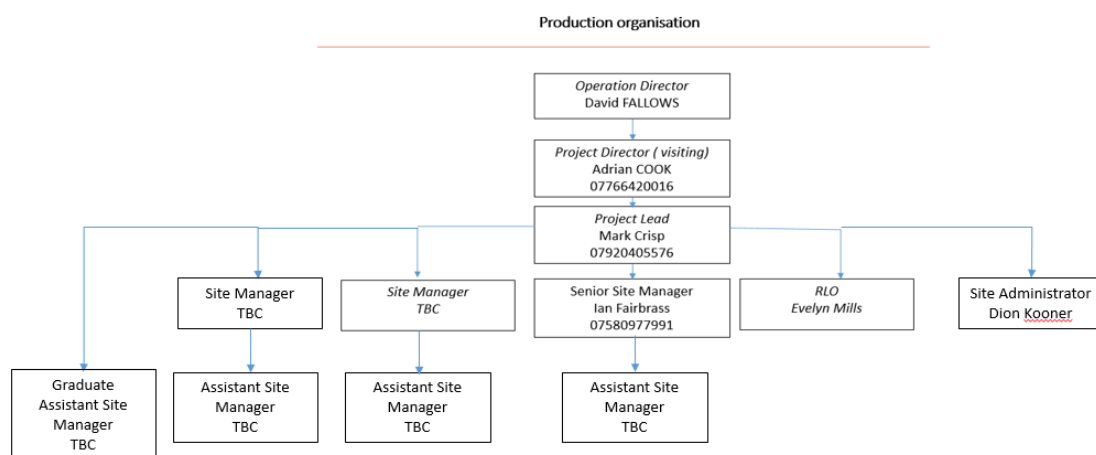 Production organisation
Operation Director
David FALLOWS
Project Director ( visiting)
Adrian COOK
07766420016
Project Lead
Mark Crisp
07920405576
Site Manager
TBC
Site Manager
TBC
Senior Site Manager
Ian Fairbrass
07580977991
RLO
Evelyn Mills
Site Administrator
Dion Kooner
Graduate
Assistant Site
Manager
TBC
Assistant Site
Manager
TBC
Assistant Site
Manager
TBC
Assistant Site
Manager
TBC